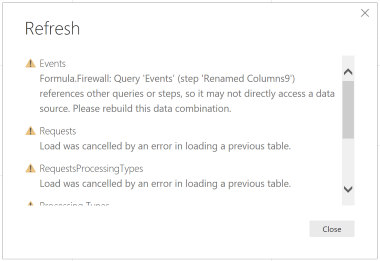 Refresh
Events
Formula.Firewall: Query 'Events' (step 'Renamed Columns9')
references other queries or steps, so it may not directly access a data
source. Please rebuild this data combination.
Requests
Load was cancelled by an error in loading a previous table.
RequestsProcessingTypes
Load was cancelled by an error in loading a previous table.
Processing Types
Close